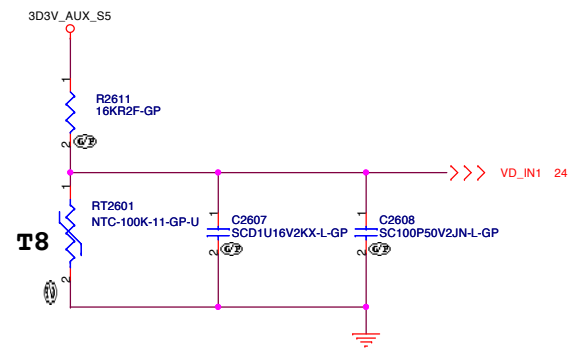 3D3V_AUX_S5
1
R2611
16KR2F-GP
2
G/P
VD_IN1 24
1
RT2601
NTC-100K-11-GP-U
T8
2
1
C2607
SCD1U16V2KX-L-GP
2
G/P
1
C2608
SC100P50V2JN-L-GP
2
G/P